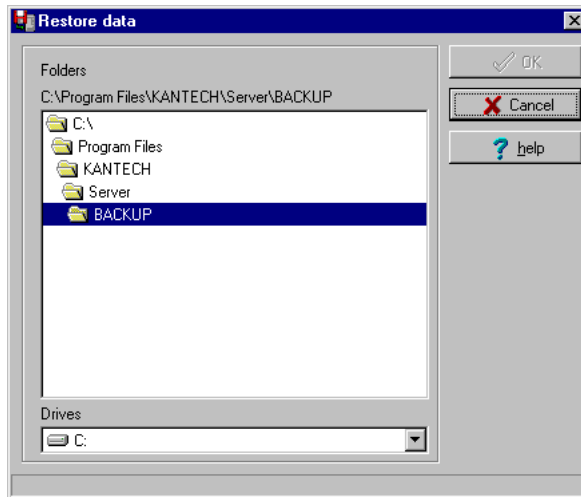 Restore data
Folders
C:\Program Files\KANTECH\Server\BACKUP
C:\
Program Files
KANTECH
Server
BACKUP
Drives
C:
OK
Cancel
help